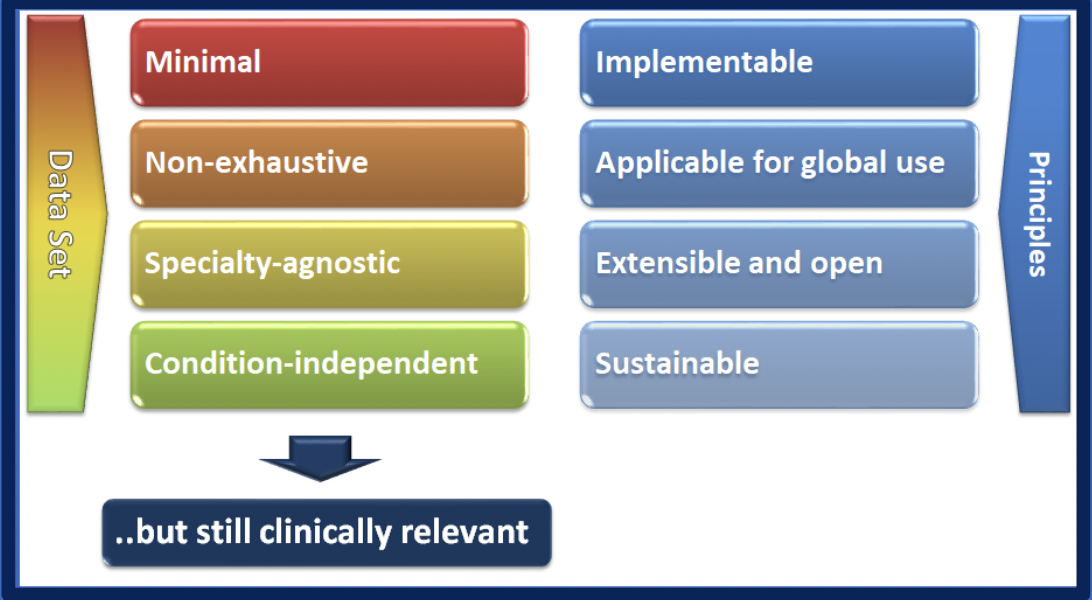 Data Set
Minimal
Non-exhaustive
Specialty-agnostic
Condition-independent
..but still clinically relevant
Implementable
Applicable for global use
Extensible and open
Sustainable
Principles